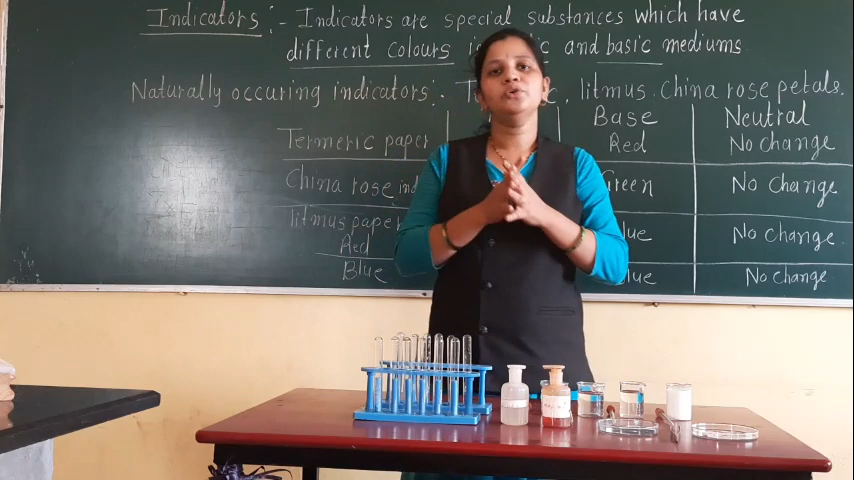 Indicators :- Indicators are special substances which have
different colours and basic mediums
Naturally occuring indicators:- litmus. China rose petals.
Base Neutral
Termeric paper Red No change
China rose ind Green No Change
litmus paper No Change.
Red
Blue No Change